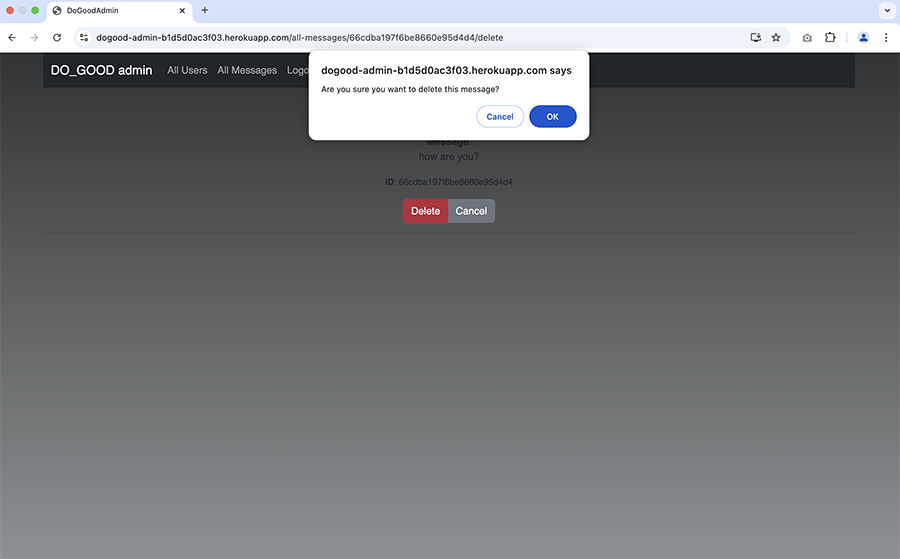 DoGoodAdmin
dogood-admin-b1d5d0ac3f03.herokuapp.com/all-messages/66cdba197f6be8660e95d4d4/delete
DO_GOOD admin All Users All Messages Logo
dogood-admin-b1d5d0ac3f03.herokuapp.com says
Are you sure you want to delete this message?
Cancel OK
Message:
how are you?
ID: 66cdba197f6be8660e95d4d4
Delete Cancel